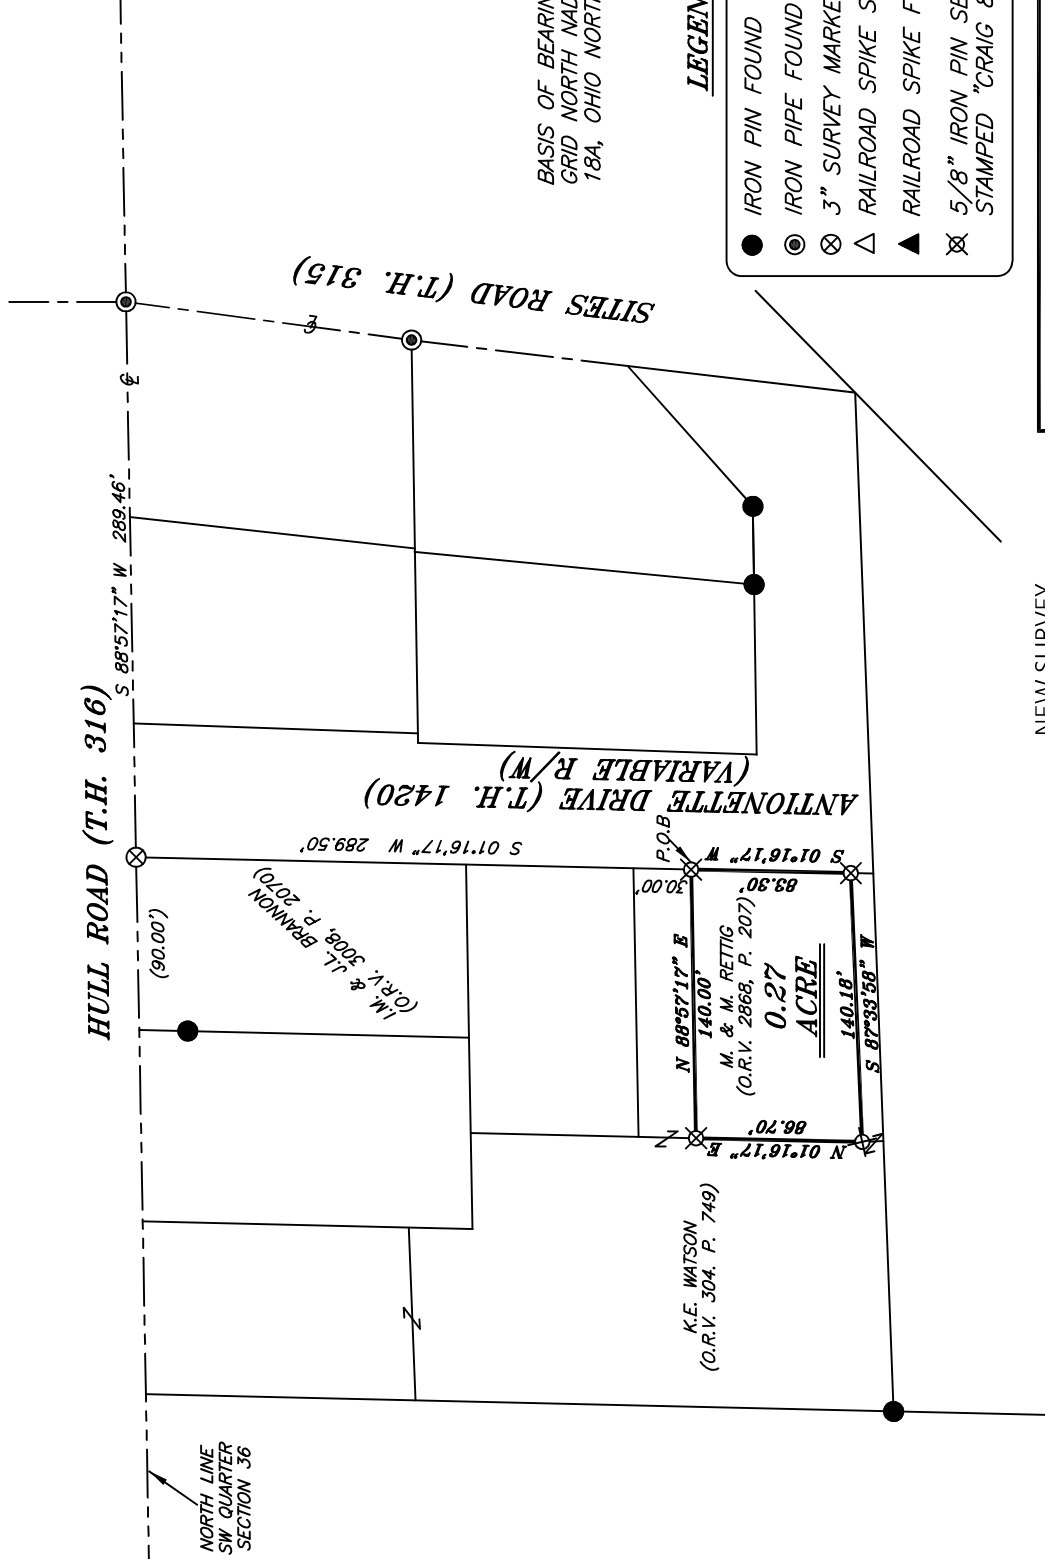 HULL ROAD (T.H. 316)
S 88°57'17" W 289.46'
(90.00')
NORTH LINE
SW QUARTER
SECTION 36
SITES ROAD (T.H. 315)
ANTIONETTE DRIVE (T.H. 1420)
(VARIABLE R/W)
S 01°16'17" W 289.50'
I.M. & J.L. BRANNON
(O.R.V. 3008, P. 2070)
P.O.B
30.00'
S 01°16'17" W
83.30'
N 88°57'17" E
140.00'
M. & M. RETTIG
(O.R.V. 2868, P. 207)
0.27
ACRE
140.18'
S 87°33'58" W
86.70'
N 01°16'17" E
K.E. WATSON
(O.R.V. 304. P. 749)
BASIS OF BEARIN
GRID NORTH NAD
18A, OHIO NORT
LEGEN
IRON PIN FOUND
IRON PIPE FOUND
3" SURVEY MARKE
RAILROAD SPIKE S
RAILROAD SPIKE F
5/8" IRON PIN SE
STAMPED "CRAIG &
NEW SURVEY